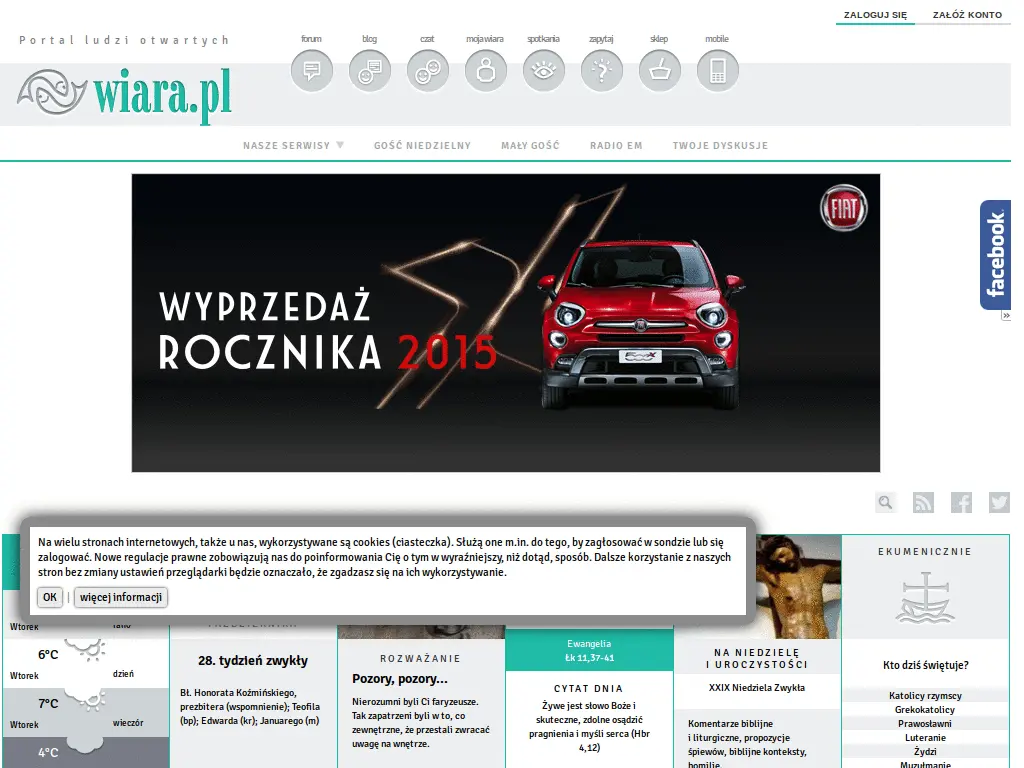 ZALOGUJ SIĘ
ZAŁÓŻ KONTO
Portal ludzi otwartych
forum
blog
czat
moja wiara
spotkania
zapytaj
sklep
mobile
wiara.pl
NASZE SERWISY
GOŚĆ NIEDZIELNY
MAŁY GOŚĆ
RADIO EM
TWOJE DYSKUSJE
FIAT
WYPRZEDAŻ
ROCZNIKA 2015
500X
facebook
»
Na wielu stronach internetowych, także u nas, wykorzystywane są cookies (ciasteczka). Służą one m.in. do tego, by zagłosować w sondzie lub się
zalogować. Nowe regulacje prawne zobowiązują nas do poinformowania Cię o tym w wyraźniejszy, niż dotąd, sposób. Dalsze korzystanie z naszych
stron bez zmiany ustawień przeglądarki będzie oznaczało, że zgadzasz się na ich wykorzystywanie.
OK | więcej informacji
Wtorek
rano
6°C
Wtorek
dzień
7°C
Wtorek
wieczór
4°C
28. tydzień zwykły
Bł. Honorata Koźmińskiego,
prezbitera (wspomnienie); Teofila
(bp); Edwarda (kr); Januarego (m)
ROZWAŻANIE
Pozory, pozory...
Nierozumni byli Ci faryzeusze.
Tak zapatrzeni byli w to, co
zewnętrzne, że przestali zwracać
uwagę na wnętrze.
Ewangelia
Łk 11,37-41
CYTAT DNIA
Żywe jest słowo Boże i
skuteczne, zdolne osądzić
pragnienia i myśli serca (Hbr
4,12)
NA NIEDZIELĘ
I UROCZYSTOŚCI
XXIX Niedziela Zwykła
Komentarze biblijne
i liturgiczne, propozycje
śpiewów, biblijne konteksty,
homilie,
EKUMENICZNIE
Kto dziś świętuje?
Katolicy rzymscy
Grekokatolicy
Prawosławni
Luteranie
Żydzi
Muzułmanie